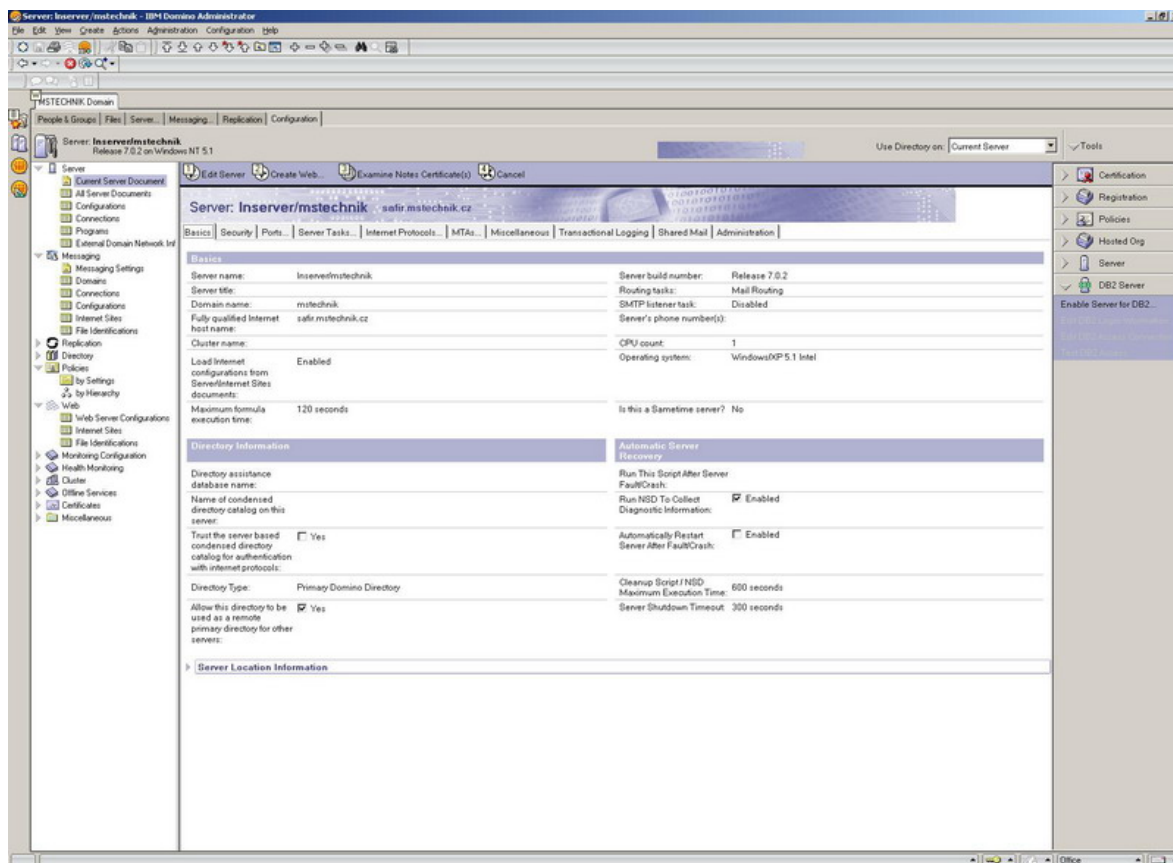 Server: lnserver/mstechnik - IBM Domino Administrator
File Edit View Create Actions Administration Configuration Help
MSTECHNIK Domain
People & Groups Files Server... Messaging... Replication Configuration
Server: lnserver/mstechnik
Release 7.0.2 on Windows NT 5.1
Use Directory on: Current Server
Tools
Server
Current Server Document
All Server Documents
Configurations
Connections
Programs
External Domain Network Inf
Messaging
Messaging Settings
Domains
Connections
Configurations
Internet Sites
File Identifications
Replication
Directory
Policies
by Settings
by Hierarchy
Web
Web Server Configurations
Internet Sites
File Identifications
Monitoring Configuration
Health Monitoring
Cluster
Offline Services
Certificates
Miscellaneous
Edit Server Create Web... Examine Notes Certificate(s) Cancel
Server: lnserver/mstechnik safir.mstechnik.cz
Basics Security Ports... Server Tasks... Internet Protocols... MTAs... Miscellaneous Transactional Logging Shared Mail Administration
Basics
Server name: lnserver/mstechnik Server build number: Release 7.0.2
Server title: Routing tasks: Mail Routing
Domain name: mstechnik SMTP listener task: Disabled
Fully qualified Internet host name: safir.mstechnik.cz Server's phone number(s):
Cluster name: CPU count: 1
Load Internet configurations from Server\Internet Sites documents: Enabled Operating system: Windows/XP 5.1 Intel
Maximum formula execution time: 120 seconds Is this a Sametime server? No
Directory Information
Directory assistance database name:
Name of condensed directory catalog on this server:
Trust the server based condensed directory catalog for authentication with internet protocols: Yes
Directory Type: Primary Domino Directory
Allow this directory to be used as a remote primary directory for other servers: Yes
Automatic Server Recovery
Run This Script After Server Fault/Crash:
Run NSD To Collect Diagnostic Information: Enabled
Automatically Restart Server After Fault/Crash: Enabled
Cleanup Script / NSD Maximum Execution Time: 600 seconds
Server Shutdown Timeout: 300 seconds
Server Location Information
Certification
Registration
Policies
Hosted Org
Server
DB2 Server
Enable Server for DB2...
Office